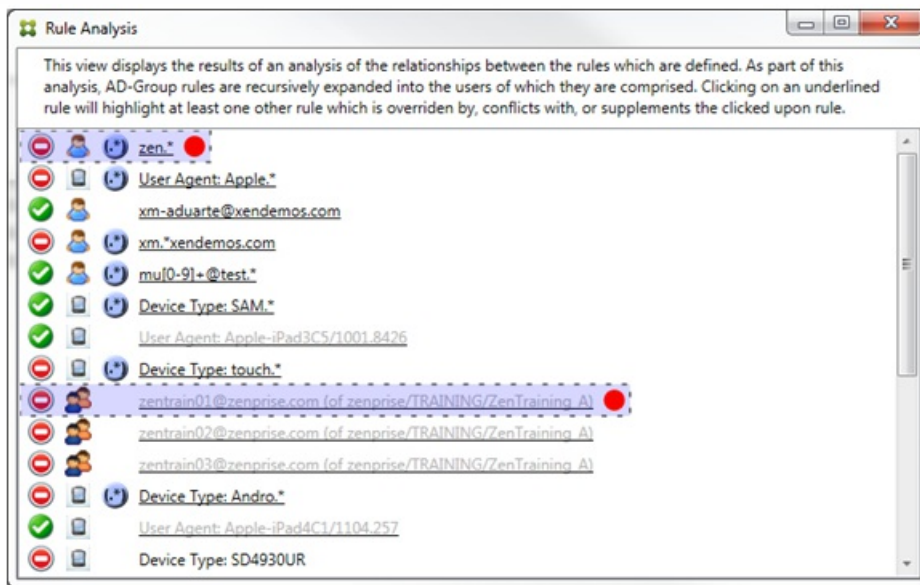 Rule Analysis
This view displays the results of an analysis of the relationships between the rules which are defined. As part of this
analysis, AD-Group rules are recursively expanded into the users of which they are comprised. Clicking on an underlined
rule will highlight at least one other rule which is overriden by, conflicts with, or supplements the clicked upon rule.
(.*) zen.*
(.*) User Agent: Apple.*
xm-aduarte@xendemos.com
(.*) xm.*xendemos.com
(.*) mu[0-9]+@test.*
(.*) Device Type: SAM.*
User Agent: Apple-iPad3C5/1001.8426
(.*) Device Type: touch.*
zentrain01@zenprise.com (of zenprise/TRAINING/ZenTraining_A)
zentrain02@zenprise.com (of zenprise/TRAINING/ZenTraining_A)
zentrain03@zenprise.com (of zenprise/TRAINING/ZenTraining_A)
(.*) Device Type: Andro.*
User Agent: Apple-iPad4C1/1104.257
Device Type: SD4930UR